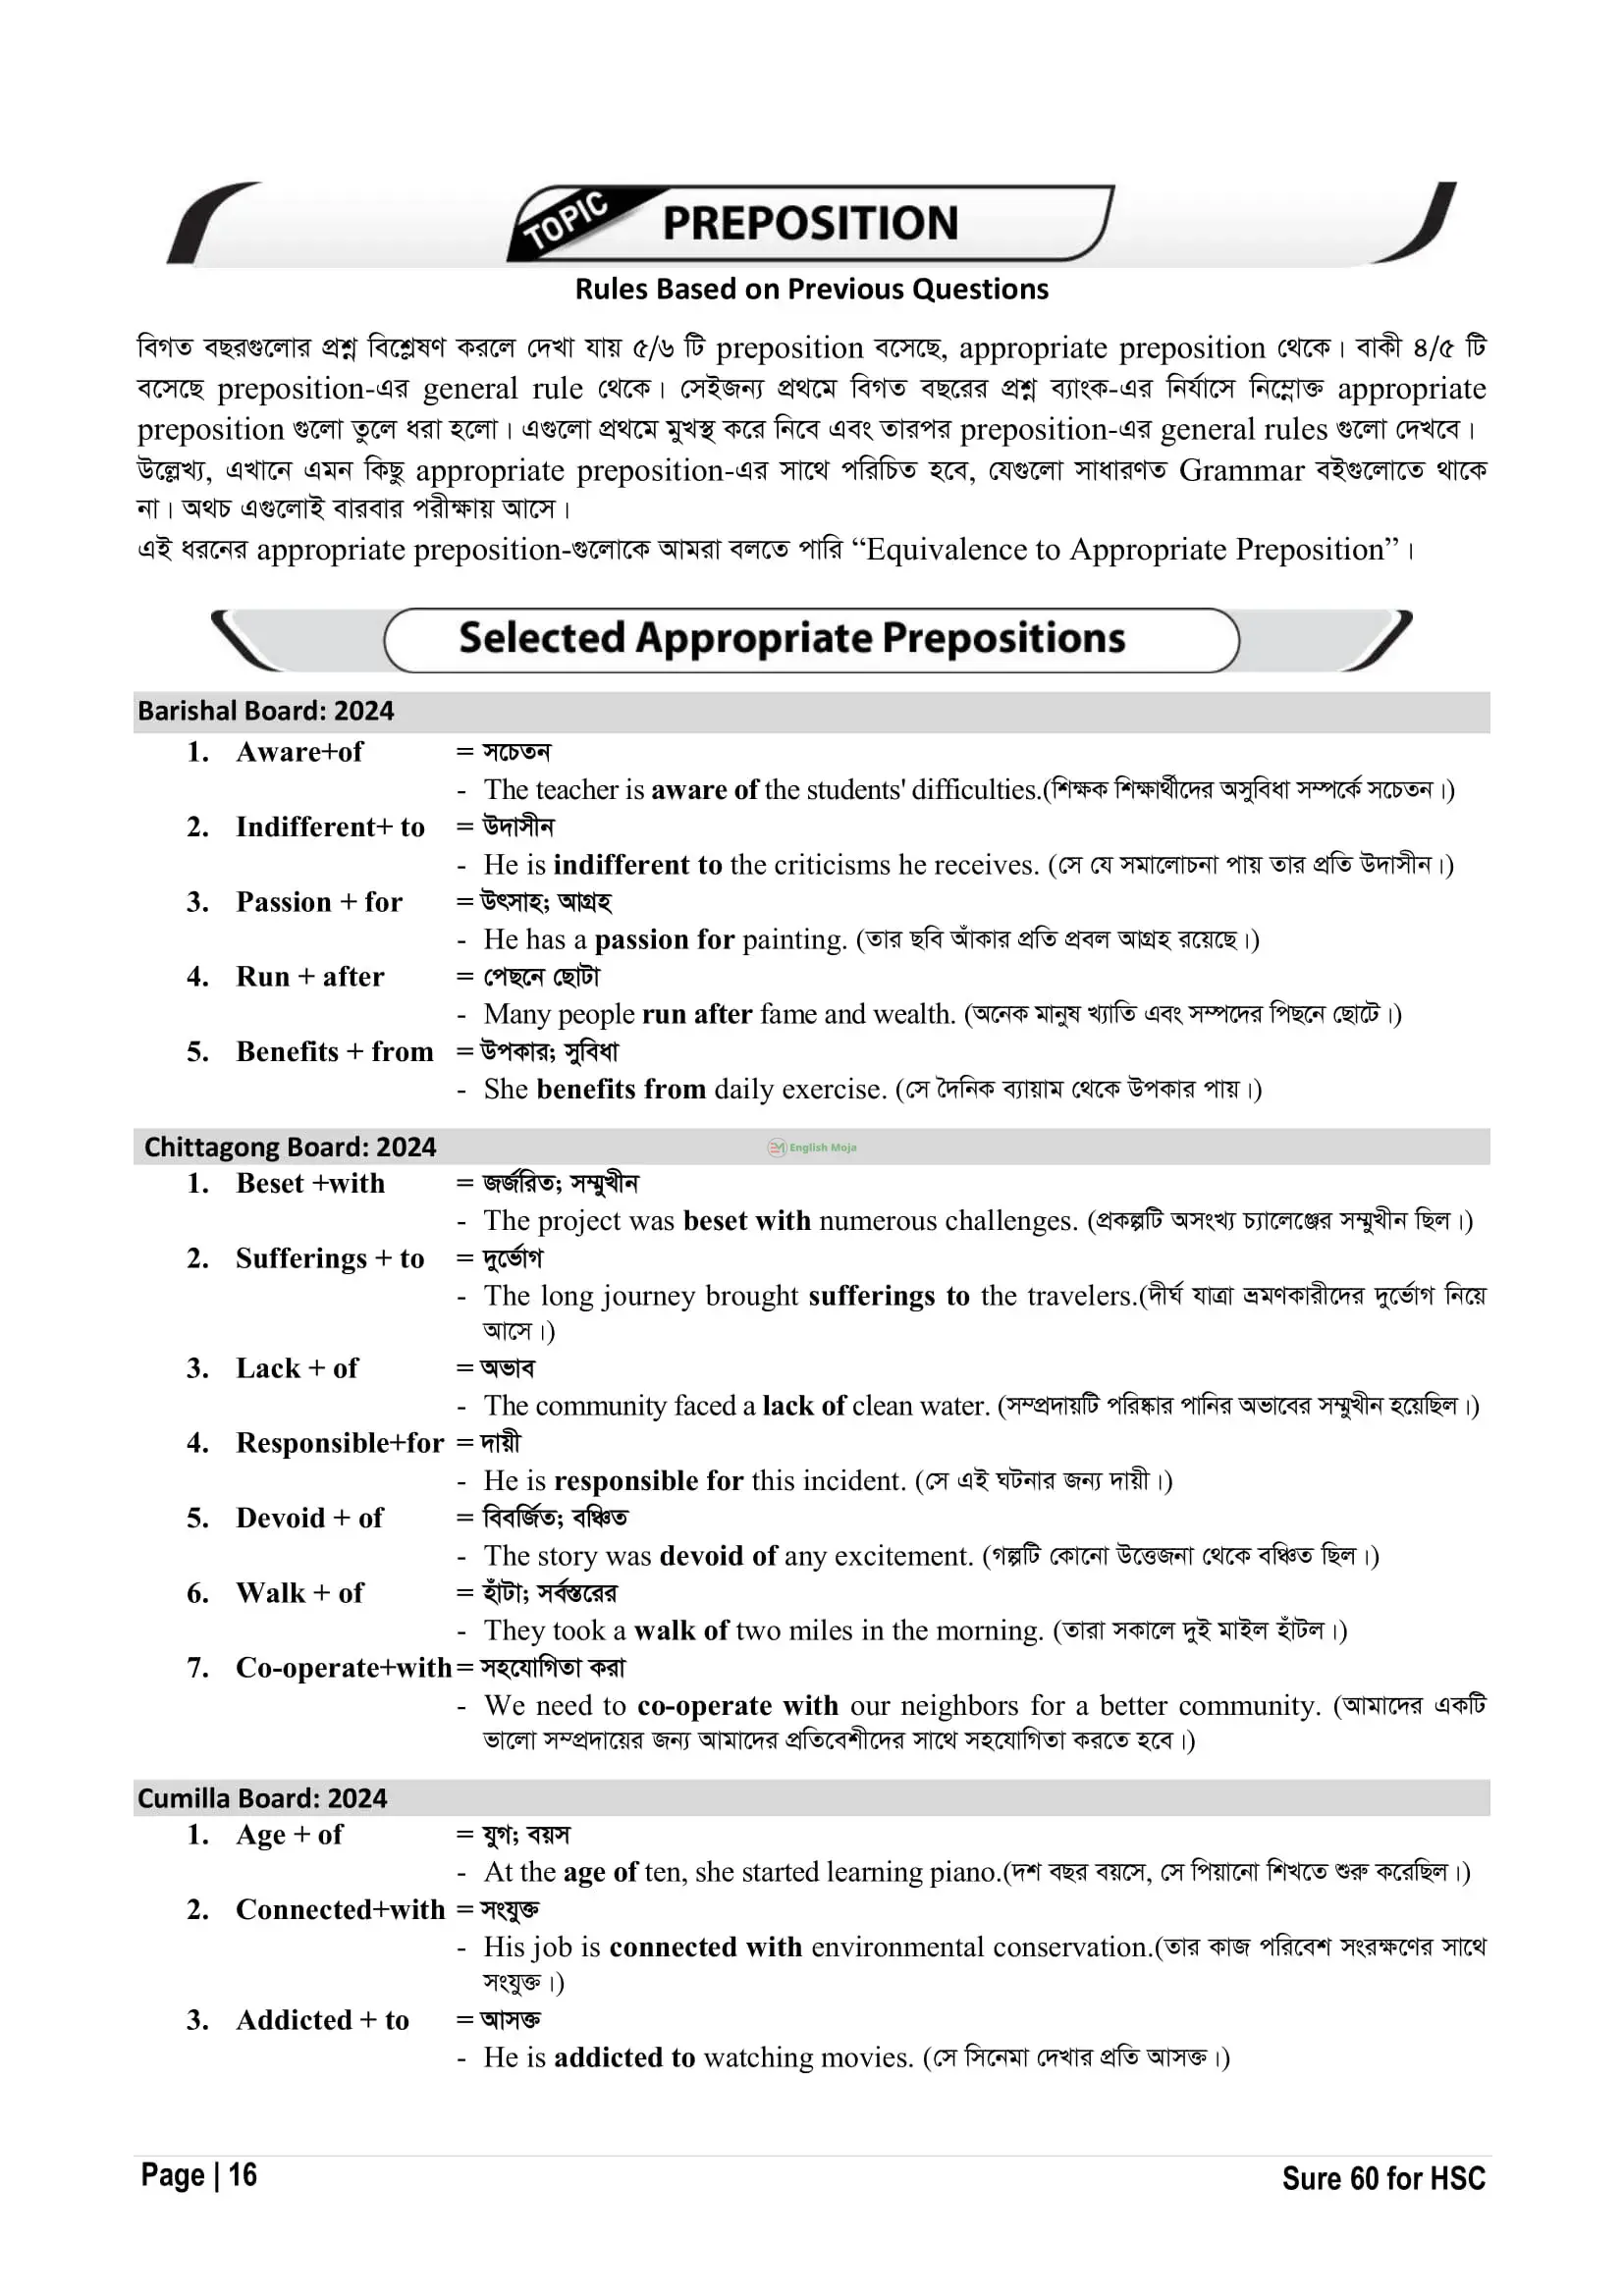 TOPIC PREPOSITION
Rules Based on Previous Questions
বিগত বছরগুলোর প্রশ্ন বিশ্লেষণ করলে দেখা যায় ৫/৬ টি preposition বসেছে, appropriate preposition থেকে। বাকী ৪/৫ টি
বসেছে preposition-এর general rule থেকে। সেইজন্য প্রথমে বিগত বছরের প্রশ্ন ব্যাংক-এর নির্যাসে নিম্নোক্ত appropriate
preposition গুলো তুলে ধরা হলো। এগুলো প্রথমে মুখস্থ করে নিবে এবং তারপর preposition-এর general rules গুলো দেখবে।
উল্লেখ্য, এখানে এমন কিছু appropriate preposition-এর সাথে পরিচিত হবে, যেগুলো সাধারণত Grammar বইগুলোতে থাকে
না। অথচ এগুলোই বারবার পরীক্ষায় আসে।
এই ধরনের appropriate preposition-গুলোকে আমরা বলতে পারি “Equivalence to Appropriate Preposition”।
Selected Appropriate Prepositions
Barishal Board: 2024
1. Aware+of = সচেতন
- The teacher is aware of the students' difficulties.(শিক্ষক শিক্ষার্থীদের অসুবিধা সম্পর্কে সচেতন।)
2. Indifferent+ to = উদাসীন
- He is indifferent to the criticisms he receives. (সে যে সমালোচনা পায় তার প্রতি উদাসীন।)
3. Passion + for = উৎসাহ; আগ্রহ
- He has a passion for painting. (তার ছবি আঁকার প্রতি প্রবল আগ্রহ রয়েছে।)
4. Run + after = পেছনে ছোটা
- Many people run after fame and wealth. (অনেক মানুষ খ্যাতি এবং সম্পদের পিছনে ছোটে।)
5. Benefits + from = উপকার; সুবিধা
- She benefits from daily exercise. (সে দৈনিক ব্যায়াম থেকে উপকার পায়।)
Chittagong Board: 2024 English Moja
1. Beset +with = জর্জরিত; সম্মুখীন
- The project was beset with numerous challenges. (প্রকল্পটি অসংখ্য চ্যালেঞ্জের সম্মুখীন ছিল।)
2. Sufferings + to = দুর্ভোগ
- The long journey brought sufferings to the travelers.(দীর্ঘ যাত্রা ভ্রমণকারীদের দুর্ভোগ নিয়ে
আসে।)
3. Lack + of = অভাব
- The community faced a lack of clean water. (সম্প্রদায়টি পরিষ্কার পানির অভাবের সম্মুখীন হয়েছিল।)
4. Responsible+for = দায়ী
- He is responsible for this incident. (সে এই ঘটনার জন্য দায়ী।)
5. Devoid + of = বিবর্জিত; বঞ্চিত
- The story was devoid of any excitement. (গল্পটি কোনো উত্তেজনা থেকে বঞ্চিত ছিল।)
6. Walk + of = হাঁটা; সর্বস্তরের
- They took a walk of two miles in the morning. (তারা সকালে দুই মাইল হাঁটল।)
7. Co-operate+with = সহযোগিতা করা
- We need to co-operate with our neighbors for a better community. (আমাদের একটি
ভালো সম্প্রদায়ের জন্য আমাদের প্রতিবেশীদের সাথে সহযোগিতা করতে হবে।)
Cumilla Board: 2024
1. Age + of = যুগ; বয়স
- At the age of ten, she started learning piano.(দশ বছর বয়সে, সে পিয়ানো শিখতে শুরু করেছিল।)
2. Connected+with = সংযুক্ত
- His job is connected with environmental conservation.(তার কাজ পরিবেশ সংরক্ষণের সাথে
সংযুক্ত।)
3. Addicted + to = আসক্ত
- He is addicted to watching movies. (সে সিনেমা দেখার প্রতি আসক্ত।)
Page | 16 Sure 60 for HSC